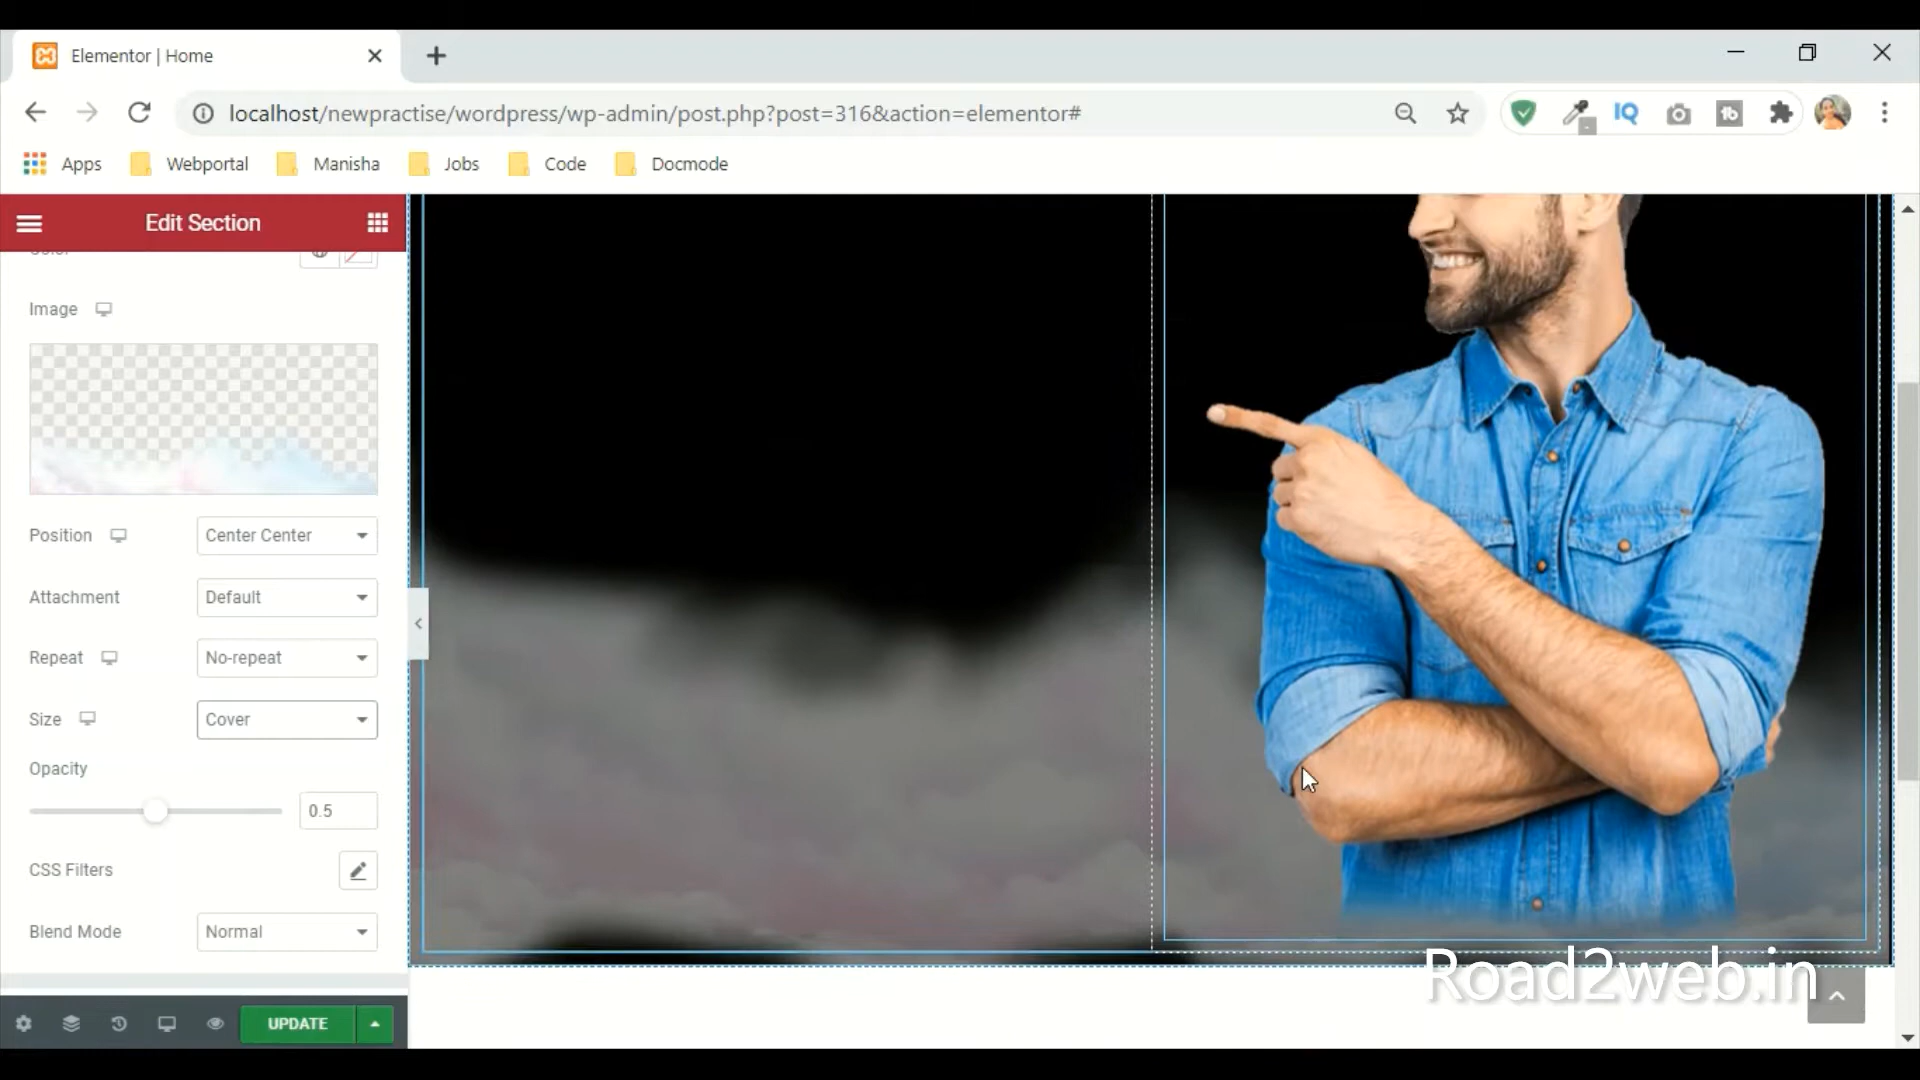 Elementor | Home
localhost/newpractise/wordpress/wp-admin/post.php?post=316&action=elementor#
IQ
Apps
Webportal
Manisha
Jobs
Code
Docmode
Edit Section
Color
Image
Position
Center Center
Attachment
Default
Repeat
No-repeat
Size
Cover
Opacity
0.5
CSS Filters
Blend Mode
Normal
UPDATE
Road2web.in